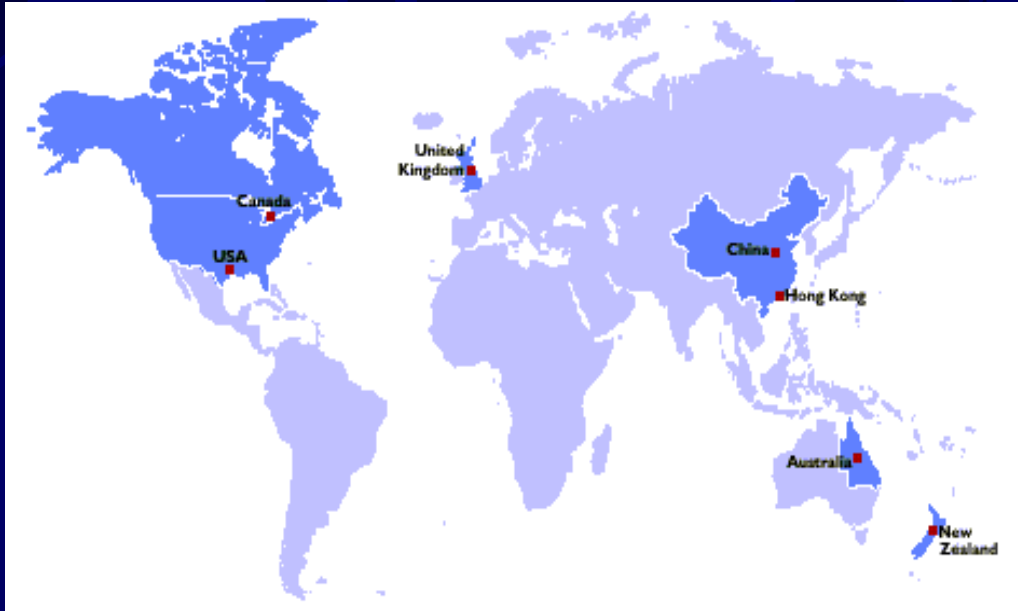 United
Kingdom
Canada
USA
China
Hong Kong
Australia
New
Zealand